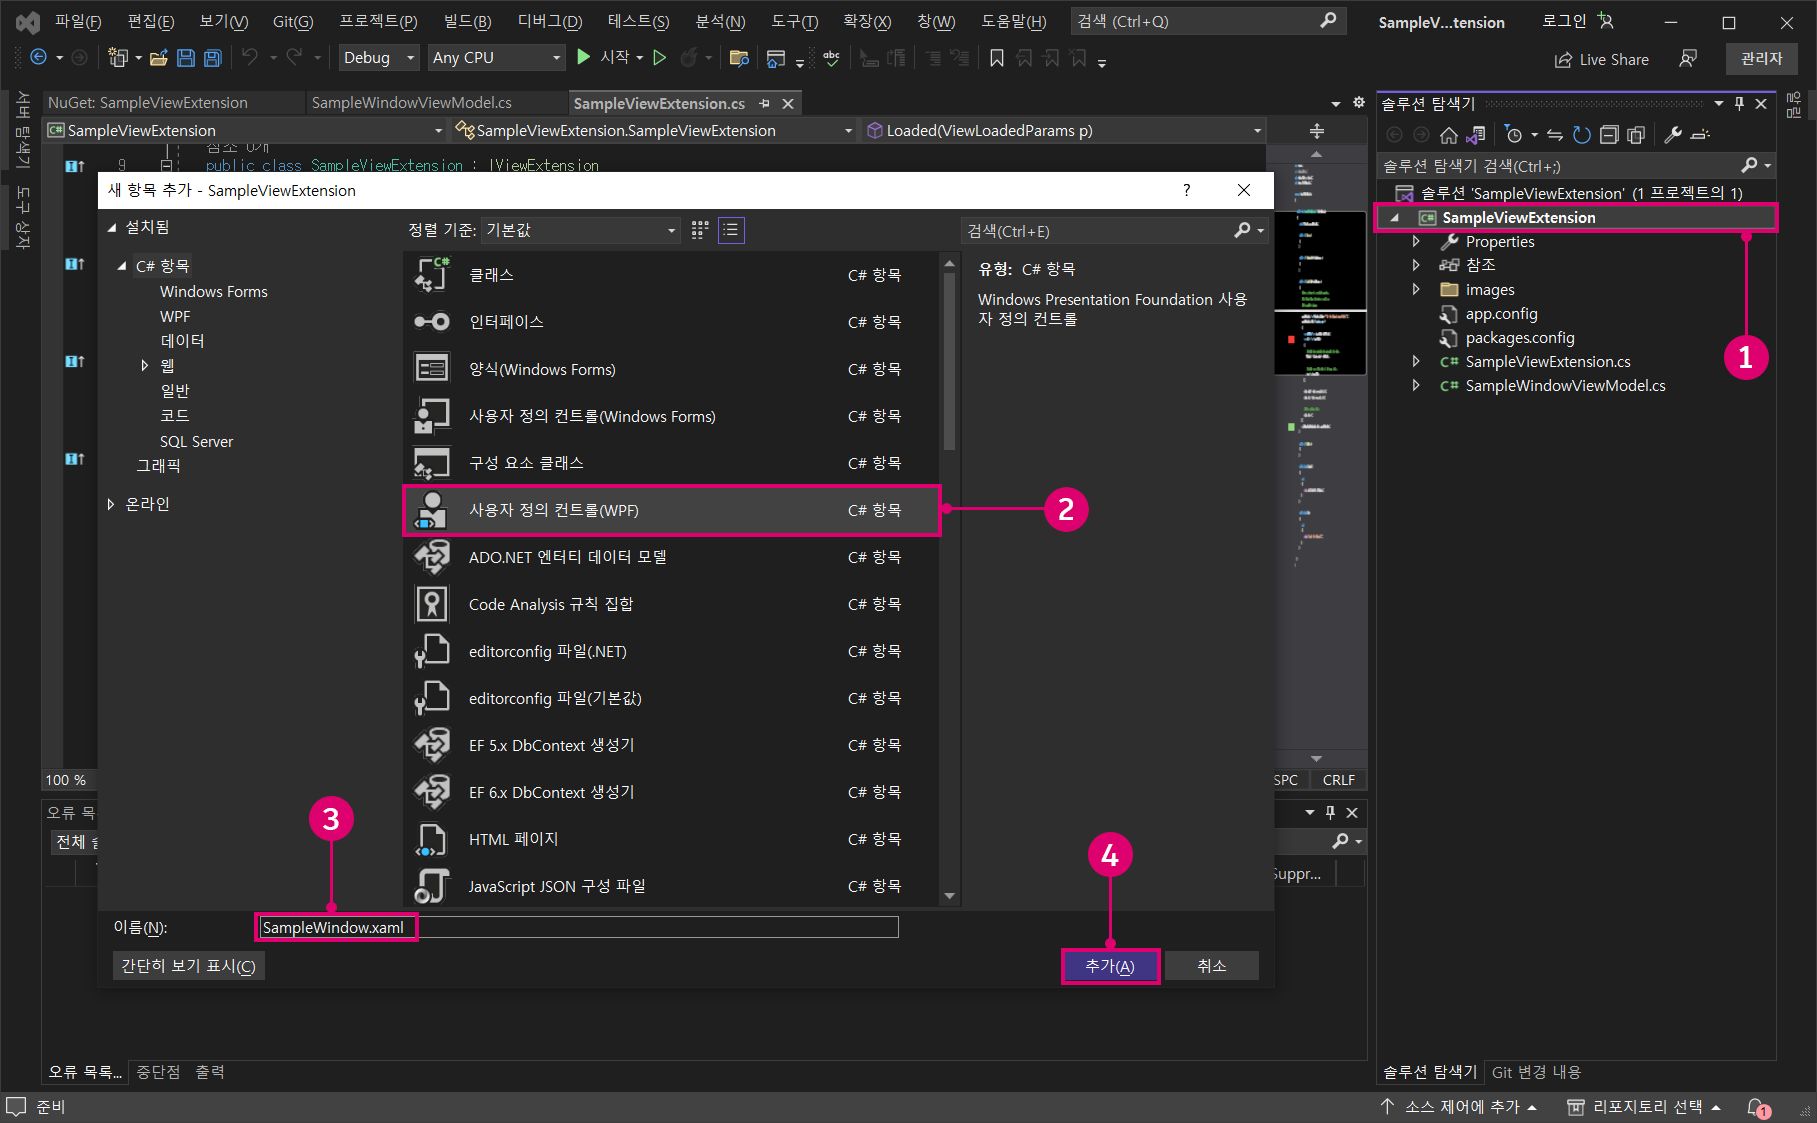 파일(F) 편집(E) 보기(V) Git(G) 프로젝트(P) 빌드(B) 디버그(D) 테스트(S) 분석(N) 도구(T) 확장(X) 창(W) 도움말(H) 검색 (Ctrl+Q) SampleV...tension 로그인
Debug Any CPU 시작 abc Live Share 관리자
서버 탐색기
도구 상자
알림
NuGet: SampleViewExtension SampleWindowViewModel.cs SampleViewExtension.cs
SampleViewExtension SampleViewExtension.SampleViewExtension Loaded(ViewLoadedParams p)
참조 0개
9 public class SampleViewExtension : IViewExtension
새 항목 추가 - SampleViewExtension ?
설치됨
C# 항목
Windows Forms
WPF
데이터
웹
일반
코드
SQL Server
그래픽
온라인
정렬 기준: 기본값
검색(Ctrl+E)
클래스 C# 항목
인터페이스 C# 항목
양식(Windows Forms) C# 항목
사용자 정의 컨트롤(Windows Forms) C# 항목
구성 요소 클래스 C# 항목
사용자 정의 컨트롤(WPF) C# 항목
2
ADO.NET 엔터티 데이터 모델 C# 항목
Code Analysis 규칙 집합 C# 항목
editorconfig 파일(.NET) C# 항목
editorconfig 파일(기본값) C# 항목
EF 5.x DbContext 생성기 C# 항목
EF 6.x DbContext 생성기 C# 항목
HTML 페이지 C# 항목
JavaScript JSON 구성 파일 C# 항목
유형: C# 항목
Windows Presentation Foundation 사용
자 정의 컨트롤
3
4
이름(N): SampleWindow.xaml
간단히 보기 표시(C) 추가(A) 취소
솔루션 탐색기
솔루션 탐색기 검색(Ctrl+;)
솔루션 'SampleViewExtension' (1 프로젝트의 1)
SampleViewExtension
Properties
참조
images
app.config
packages.config
1
C# SampleViewExtension.cs
C# SampleWindowViewModel.cs
100 % SPC CRLF
오류 목
전체 솔
Suppr...
오류 목록... 중단점 출력
솔루션 탐색기 Git 변경 내용
준비 소스 제어에 추가 리포지토리 선택 1